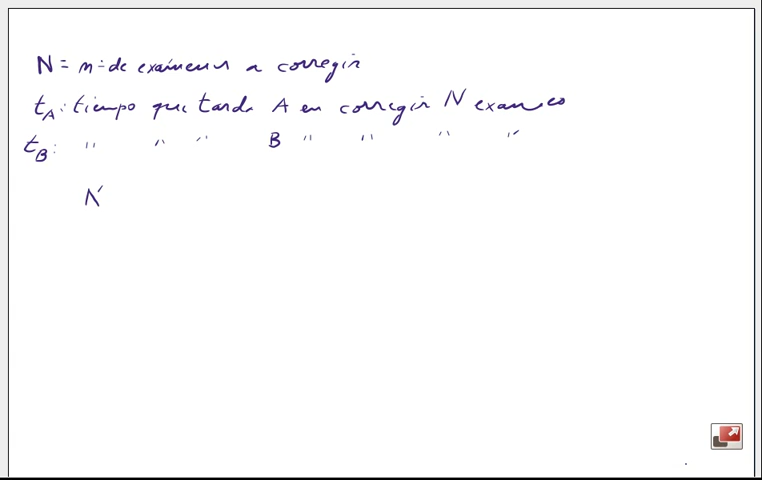 N = nº de exámenes a corregir
tA: tiempo que tarda A en corregir N exámenes
tB: " " " B " " " "
N